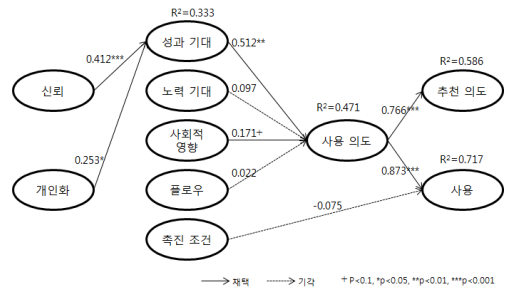 R²=0.333
성과 기대
0.512**
0.412***
R²=0.586
신뢰
노력 기대
0.097
추천 의도
R²=0.471
0.766***
사회적
영향
0.171+
사용 의도
0.253*
R²=0.717
0.022
0.873***
개인화
플로우
사용
-0.075
촉진 조건
채택
기각
+ P<0.1, *p<0.05, **p<0.01, ***p<0.001